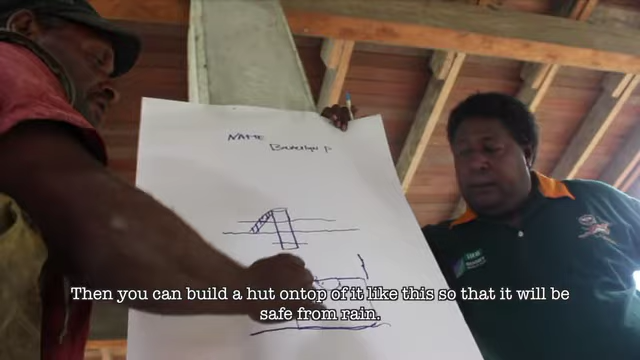 NAME
Then you can build a hut ontop of it like this so that it will be
safe from rain.